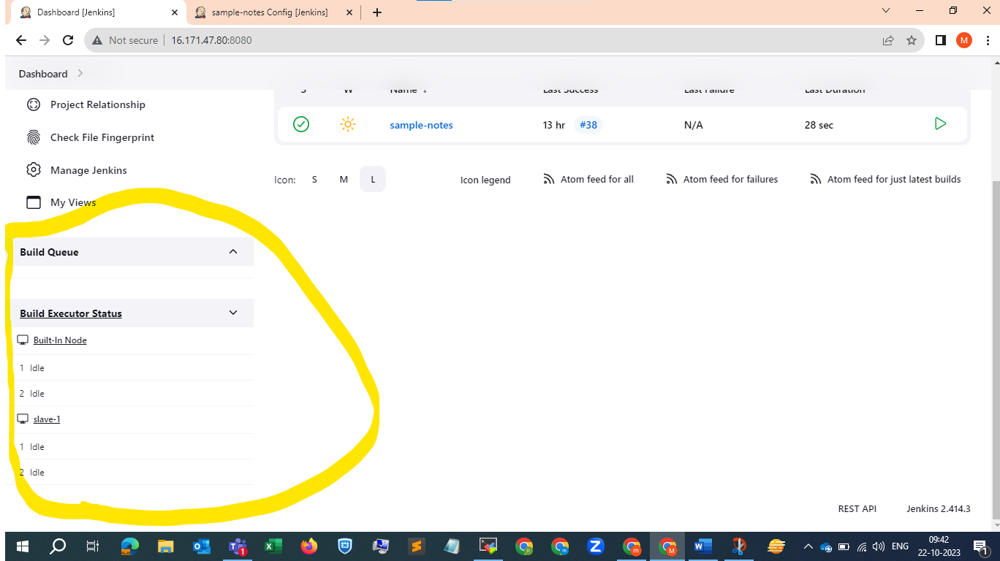 Dashboard [Jenkins]
sample-notes Config [Jenkins]
Not secure
16.171.47.80:8080
M
Dashboard
Project Relationship
Check File Fingerprint
Manage Jenkins
My Views
Build Queue
Build Executor Status
Built-In Node
1 Idle
2 Idle
slave-1
1 Idle
2 Idle
S W Name ↓ Last Success Last Failure Last Duration
sample-notes 13 hr #38 N/A 28 sec
Icon: S M L Icon legend Atom feed for all Atom feed for failures Atom feed for just latest builds
REST API Jenkins 2.414.3
ENG
09:42
22-10-2023
1